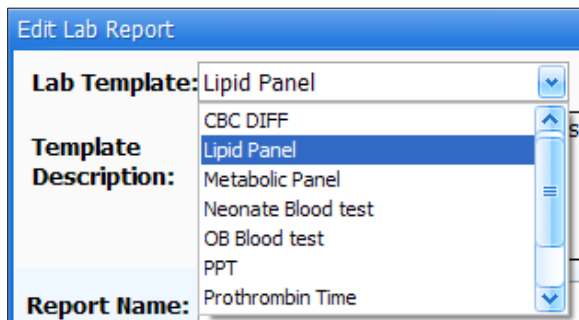 Edit Lab Report
Lab Template: Lipid Panel
CBC DIFF
Template
Description:
Lipid Panel
Metabolic Panel
Neonate Blood test
OB Blood test
PPT
Report Name:
Prothrombin Time